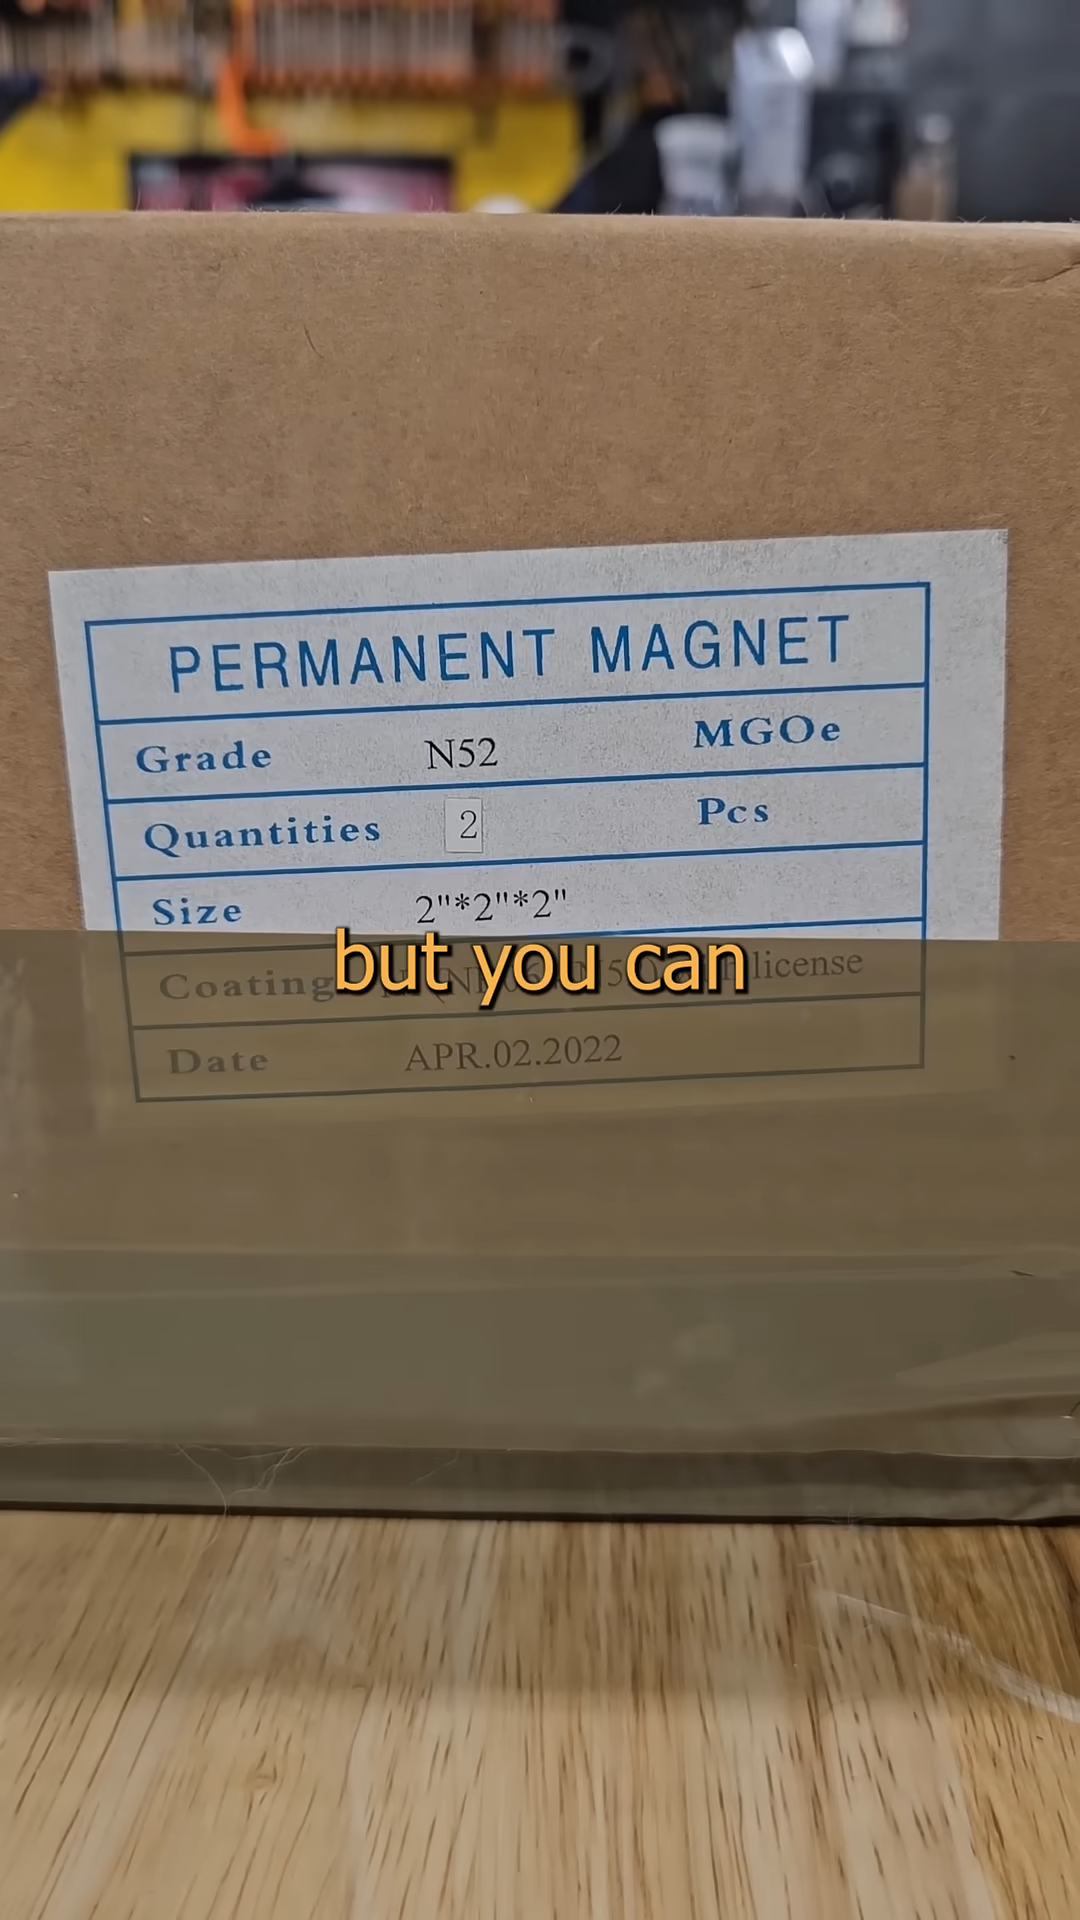 PERMANENT MAGNET
Grade N52 MGOe
Quantities 2 Pcs
Size 2"*2"*2"
but you can
Coating license
Date APR.02.2022